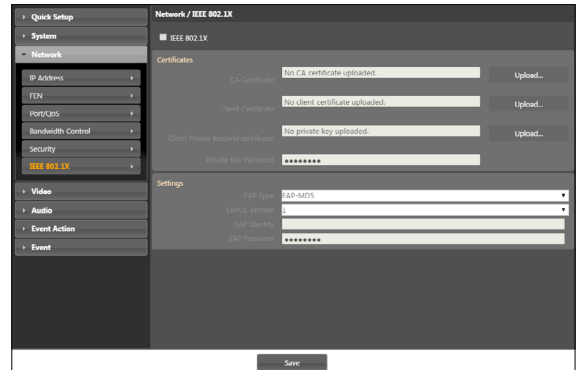 Quick Setup
System
Network
IP Address
FEN
Port/QoS
Bandwidth Control
Security
IEEE 802.1X
Video
Audio
Event Action
Event
Network / IEEE 802.1X
IEEE 802.1X
Certificates
CA Certificate No CA certificate uploaded. Upload...
Client Certificate No client certificate uploaded. Upload...
Client Private Key and certificates No private key uploaded. Upload...
Private Key Password ●●●●●●●●
Settings
EAP Type EAP-MD5
EAPOL Version 1
EAP Identity
EAP Password ●●●●●●●●
Save